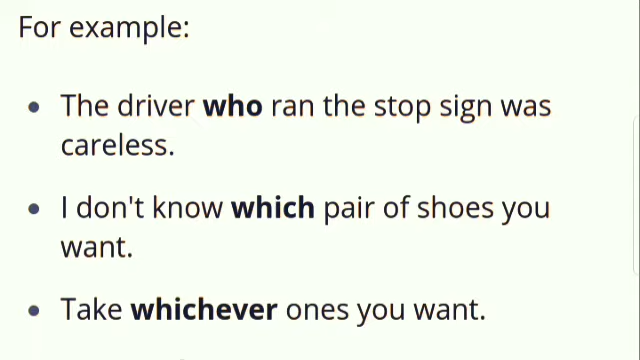 For example:
• The driver who ran the stop sign was
careless.
• I don't know which pair of shoes you
want.
• Take whichever ones you want.